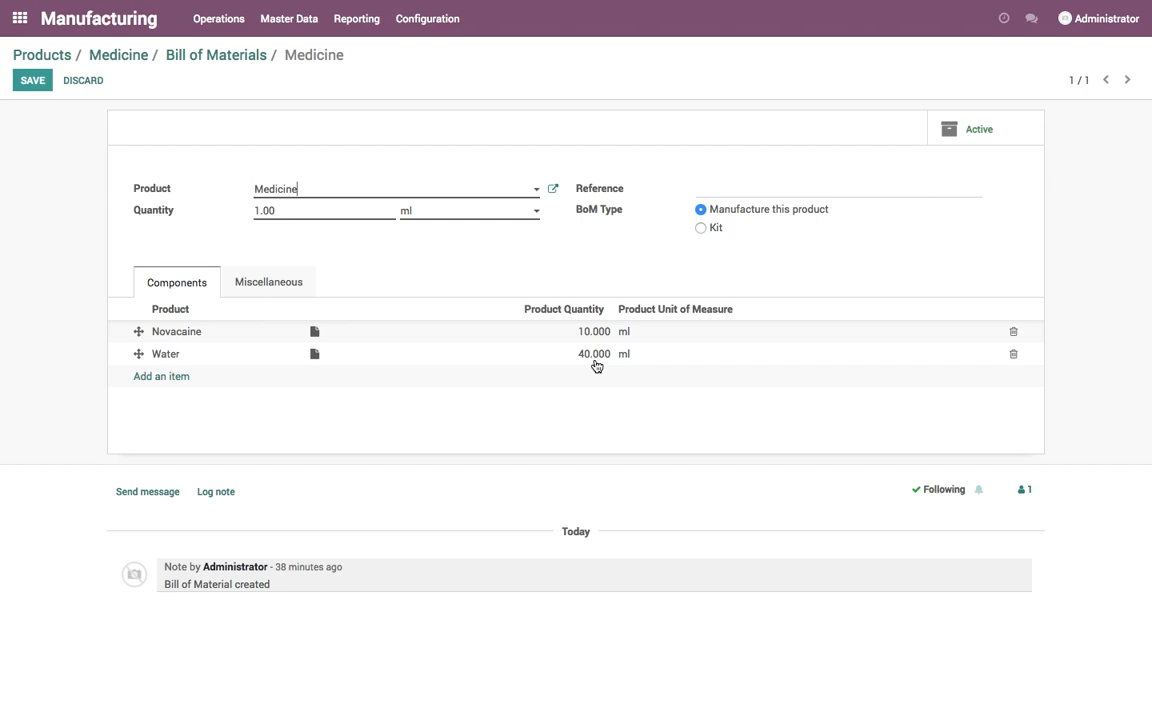 Manufacturing Operations Master Data Reporting Configuration Administrator
Products / Medicine / Bill of Materials / Medicine
SAVE DISCARD 1 / 1
Active
Product Medicine Reference
Quantity 1.00 ml BoM Type Manufacture this product
Kit
Components Miscellaneous
Product Product Quantity Product Unit of Measure
Novacaine 10.000 ml
Water 40.000 ml
Add an item
Send message Log note Following 1
Today
Note by Administrator - 38 minutes ago
Bill of Material created